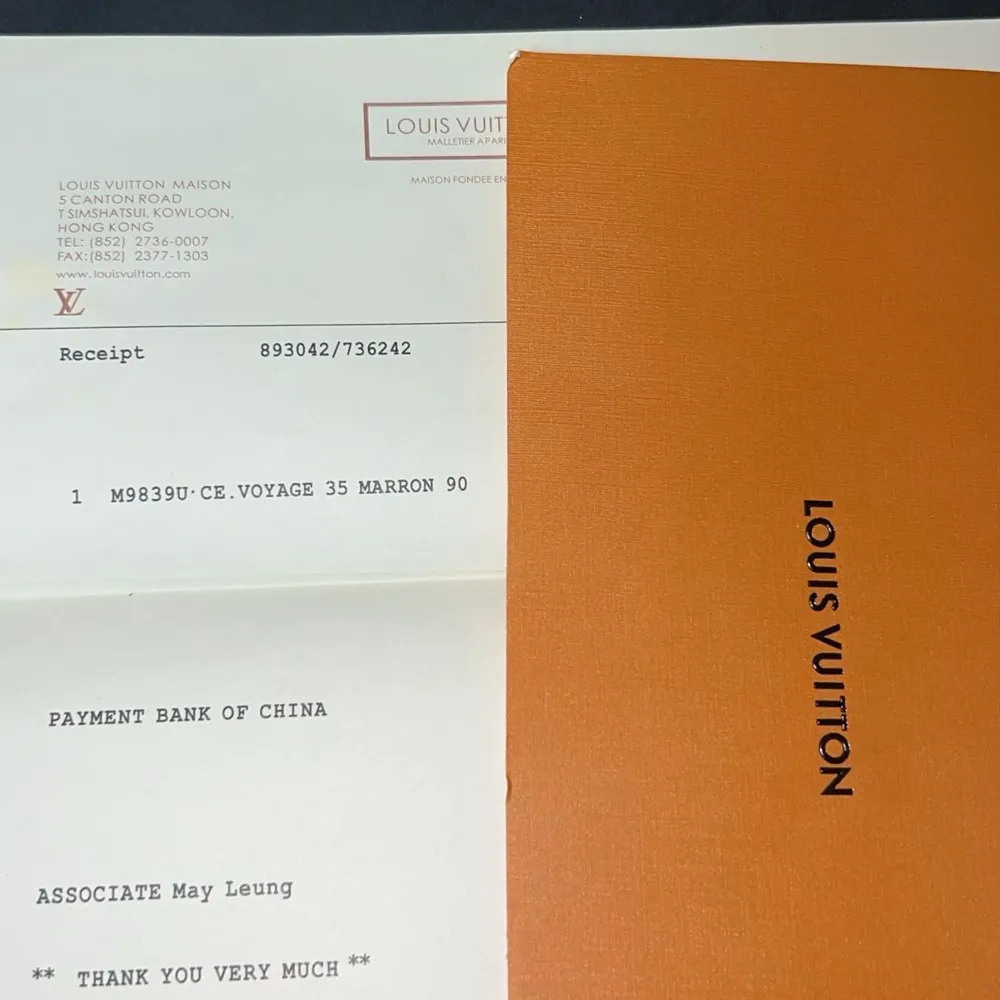 LOUIS VUIT
MALLETIER A PARI
MAISON FONDEE EN
LOUIS VUITTON MAISON
5 CANTON ROAD
TSIMSHATSUI, KOWLOON,
HONG KONG
TEL: (852) 2736-0007
FAX:(852) 2377-1303
www.louisvuitton.com
LV
Receipt 893042/736242
1 M9839U·CE.VOYAGE 35 MARRON 90
PAYMENT BANK OF CHINA
ASSOCIATE May Leung
** THANK YOU VERY MUCH **
LOUIS VUITTON